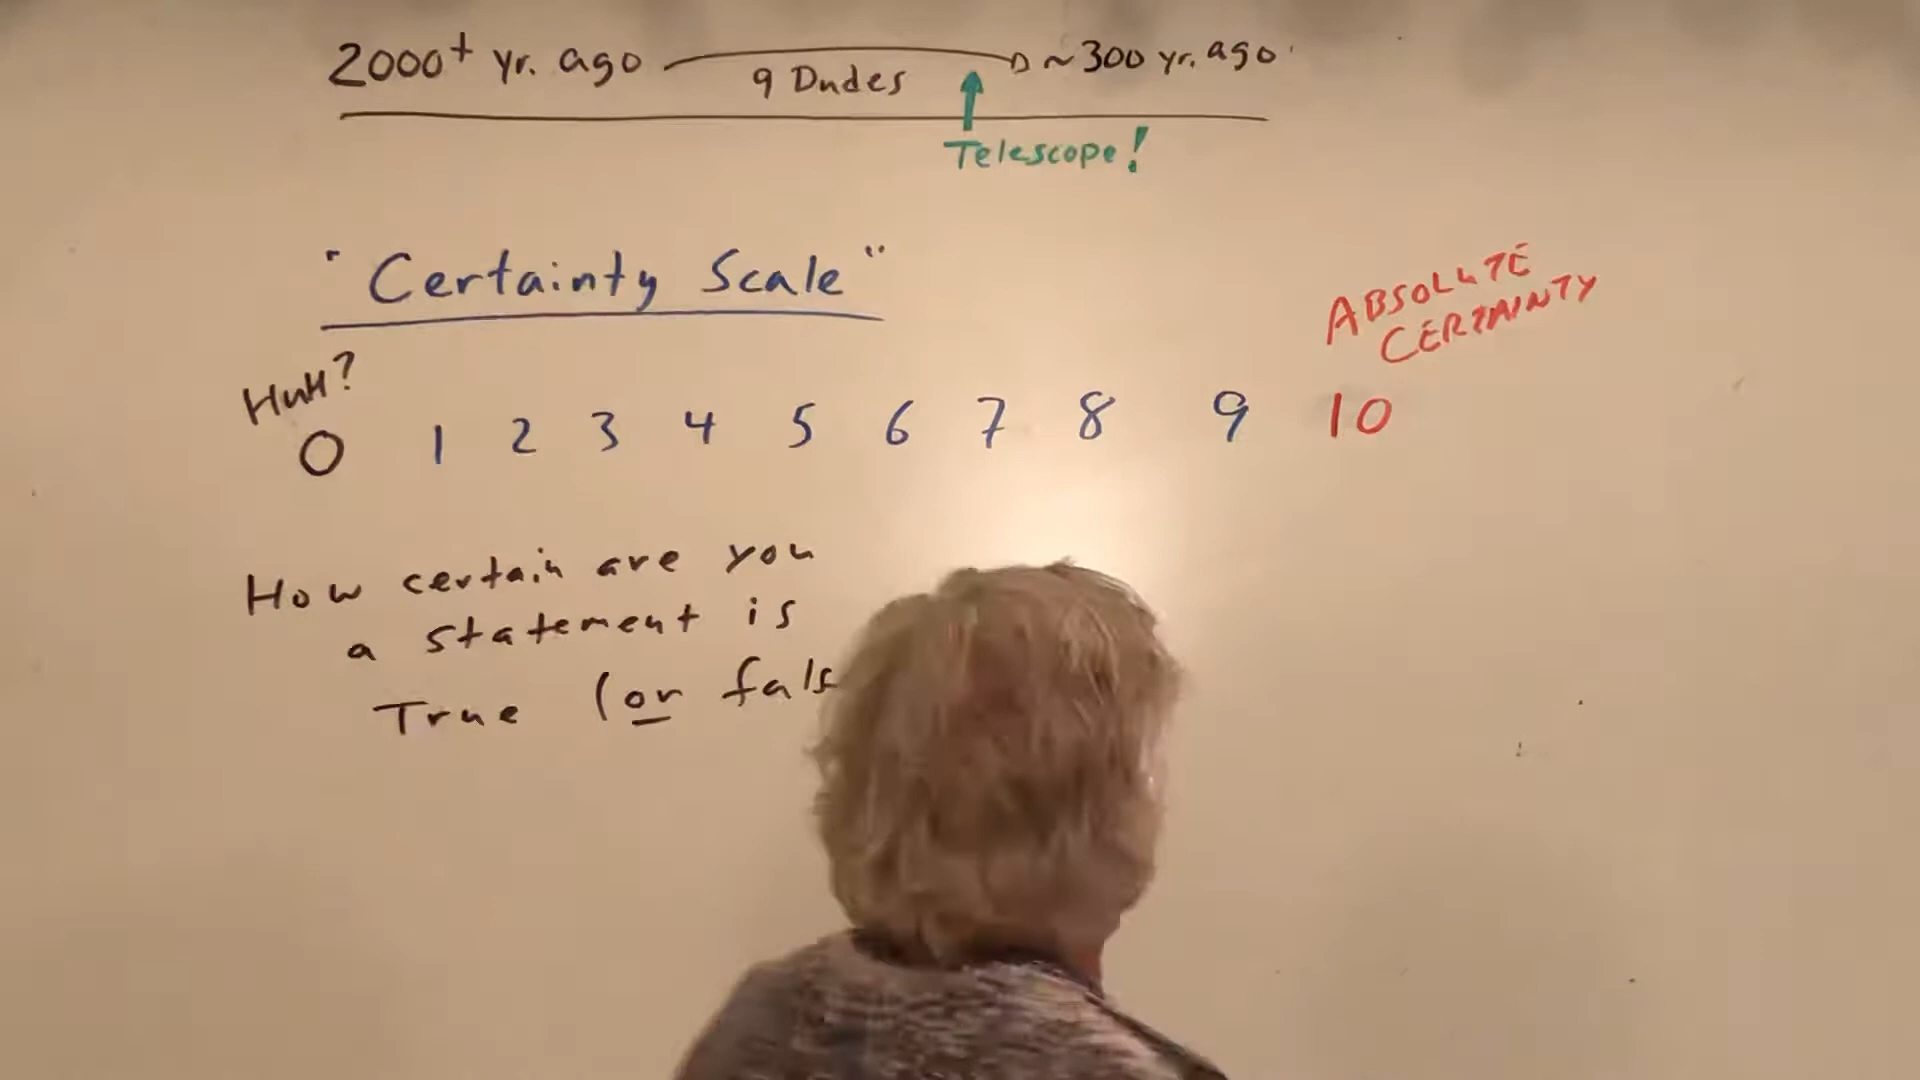 2000+ yr. ago 9 Dudes ~300 yr. ago
Telescope!
"Certainty Scale"
ABSOLUTE
CERTAINTY
HuH?
0 1 2 3 4 5 6 7 8 9 10
How certain are you
a statement is
True (or false